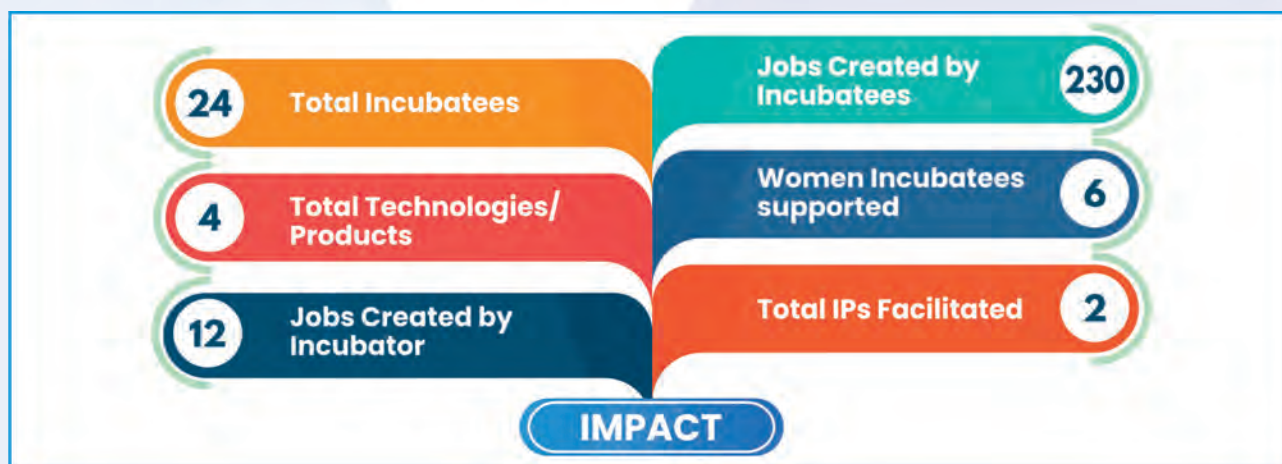 24
Total Incubatees
4
Total Technologies/
Products
12
Jobs Created by
Incubator
Jobs Created by
Incubatees
230
Women Incubatees
supported
6
Total IPs Facilitated
2
IMPACT